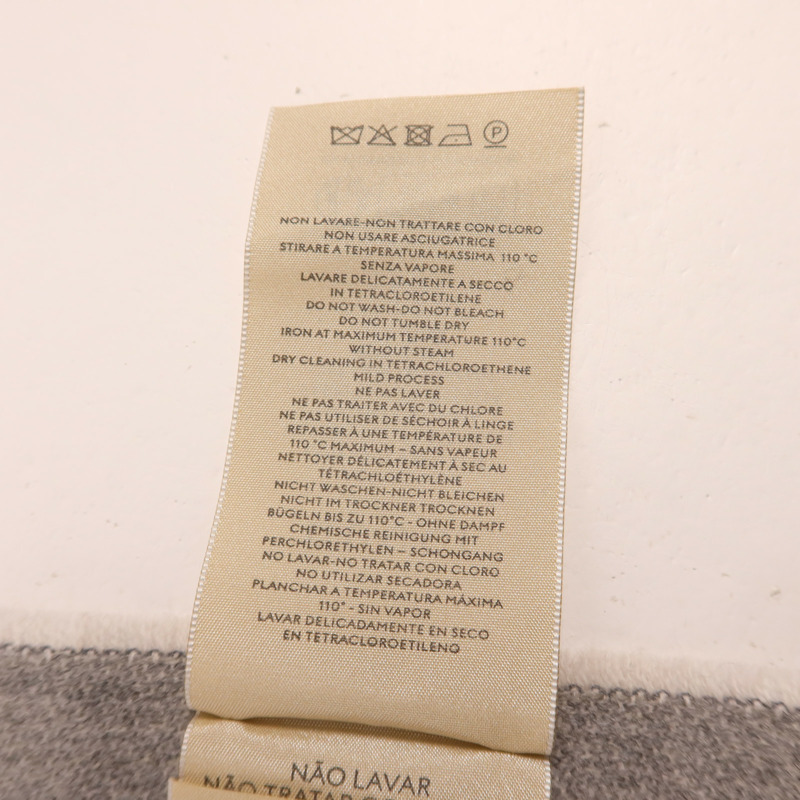 P
NON LAVARE-NON TRATTARE CON CLORO
NON USARE ASCIUGATRICE
STIRARE A TEMPERATURA MASSIMA 110 °C
SENZA VAPORE
LAVARE DELICATAMENTE A SECCO
IN TETRACLOROETILENE
DO NOT WASH-DO NOT BLEACH
DO NOT TUMBLE DRY
IRON AT MAXIMUM TEMPERATURE 110°C
WITHOUT STEAM
DRY CLEANING IN TETRACHLOROETHENE
MILD PROCESS
NE PAS LAVER
NE PAS TRAITER AVEC DU CHLORE
NE PAS UTILISER DE SÉCHOIR À LINGE
REPASSER À UNE TEMPÉRATURE DE
110 °C MAXIMUM – SANS VAPEUR
NETTOYER DÉLICATEMENT À SEC AU
TÉTRACHLOÉTHYLÈNE
NICHT WASCHEN-NICHT BLEICHEN
NICHT IM TROCKNER TROCKNEN
BÜGELN BIS ZU 110°C - OHNE DAMPF
CHEMISCHE REINIGUNG MIT
PERCHLORETHYLEN – SCHONGANG
NO LAVAR-NO TRATAR CON CLORO
NO UTILIZAR SECADORA
PLANCHAR A TEMPERATURA MÁXIMA
110° - SIN VAPOR
LAVAR DELICADAMENTE EN SECO
EN TETRACLOROETILENO
NÃO LAVAR
NÃO TRATAR